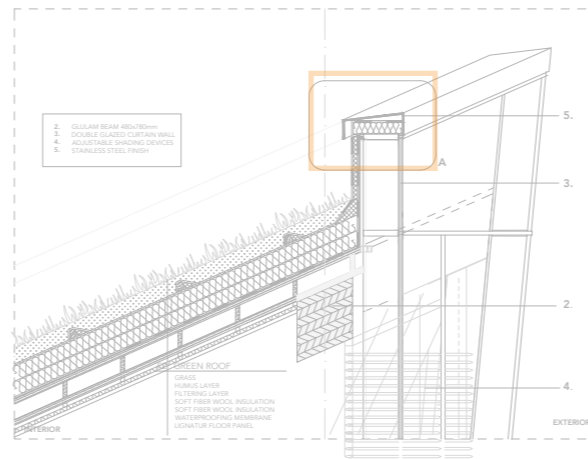 2. GLULAM BEAM 480x780mm
3. DOUBLE GLAZED CURTAIN WALL
4. ADJUSTABLE SHADING DEVICES
5. STAINLESS STEEL FINISH
5.
A
3.
2.
4.
GREEN ROOF
GRASS
HUMUS LAYER
FILTERING LAYER
SOFT FIBER WOOL INSULATION
SOFT FIBER WOOL INSULATION
WATERPROOFING MEMBRANE
LIGNATUR FLOOR PANEL
INTERIOR
EXTERIOR